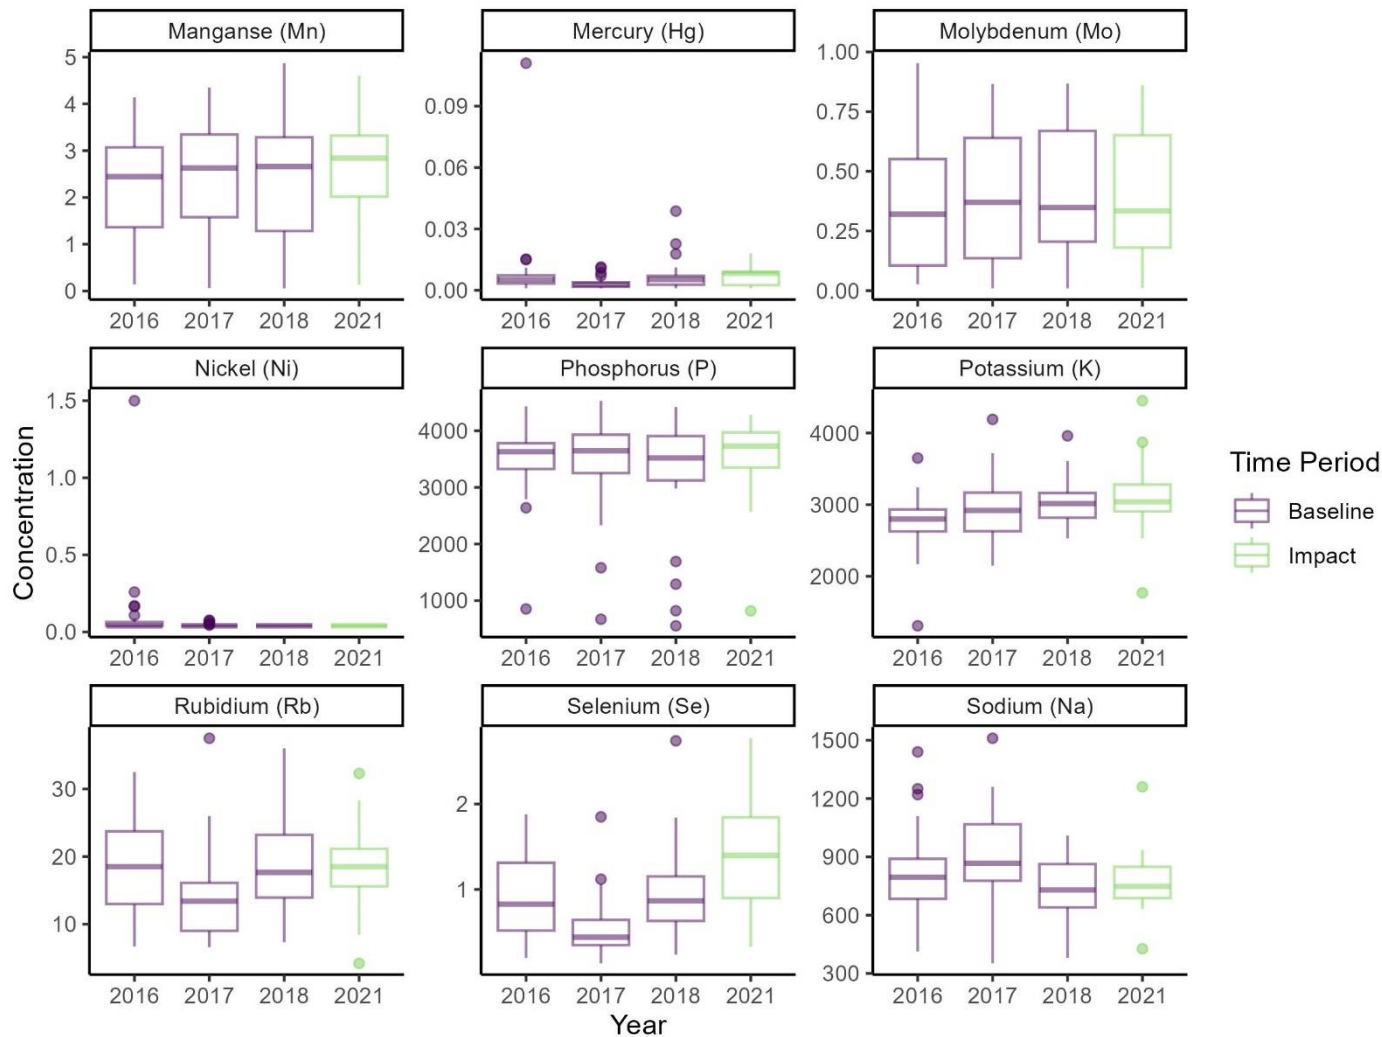 Manganse (Mn)
Mercury (Hg)
Molybdenum (Mo)
5
4
3
2
1
0
2016 2017 2018 2021
0.09
0.06
0.03
0.00
2016 2017 2018 2021
1.00
0.75
0.50
0.25
0.00
2016 2017 2018 2021
Nickel (Ni)
Phosphorus (P)
Potassium (K)
1.5
1.0
0.5
0.0
2016 2017 2018 2021
4000
3000
2000
1000
2016 2017 2018 2021
4000
3000
2000
2016 2017 2018 2021
Rubidium (Rb)
Selenium (Se)
Sodium (Na)
30
20
10
2016 2017 2018 2021
2
1
2016 2017 2018 2021
1500
1200
900
600
300
2016 2017 2018 2021
Concentration
Year
Time Period
Baseline
Impact